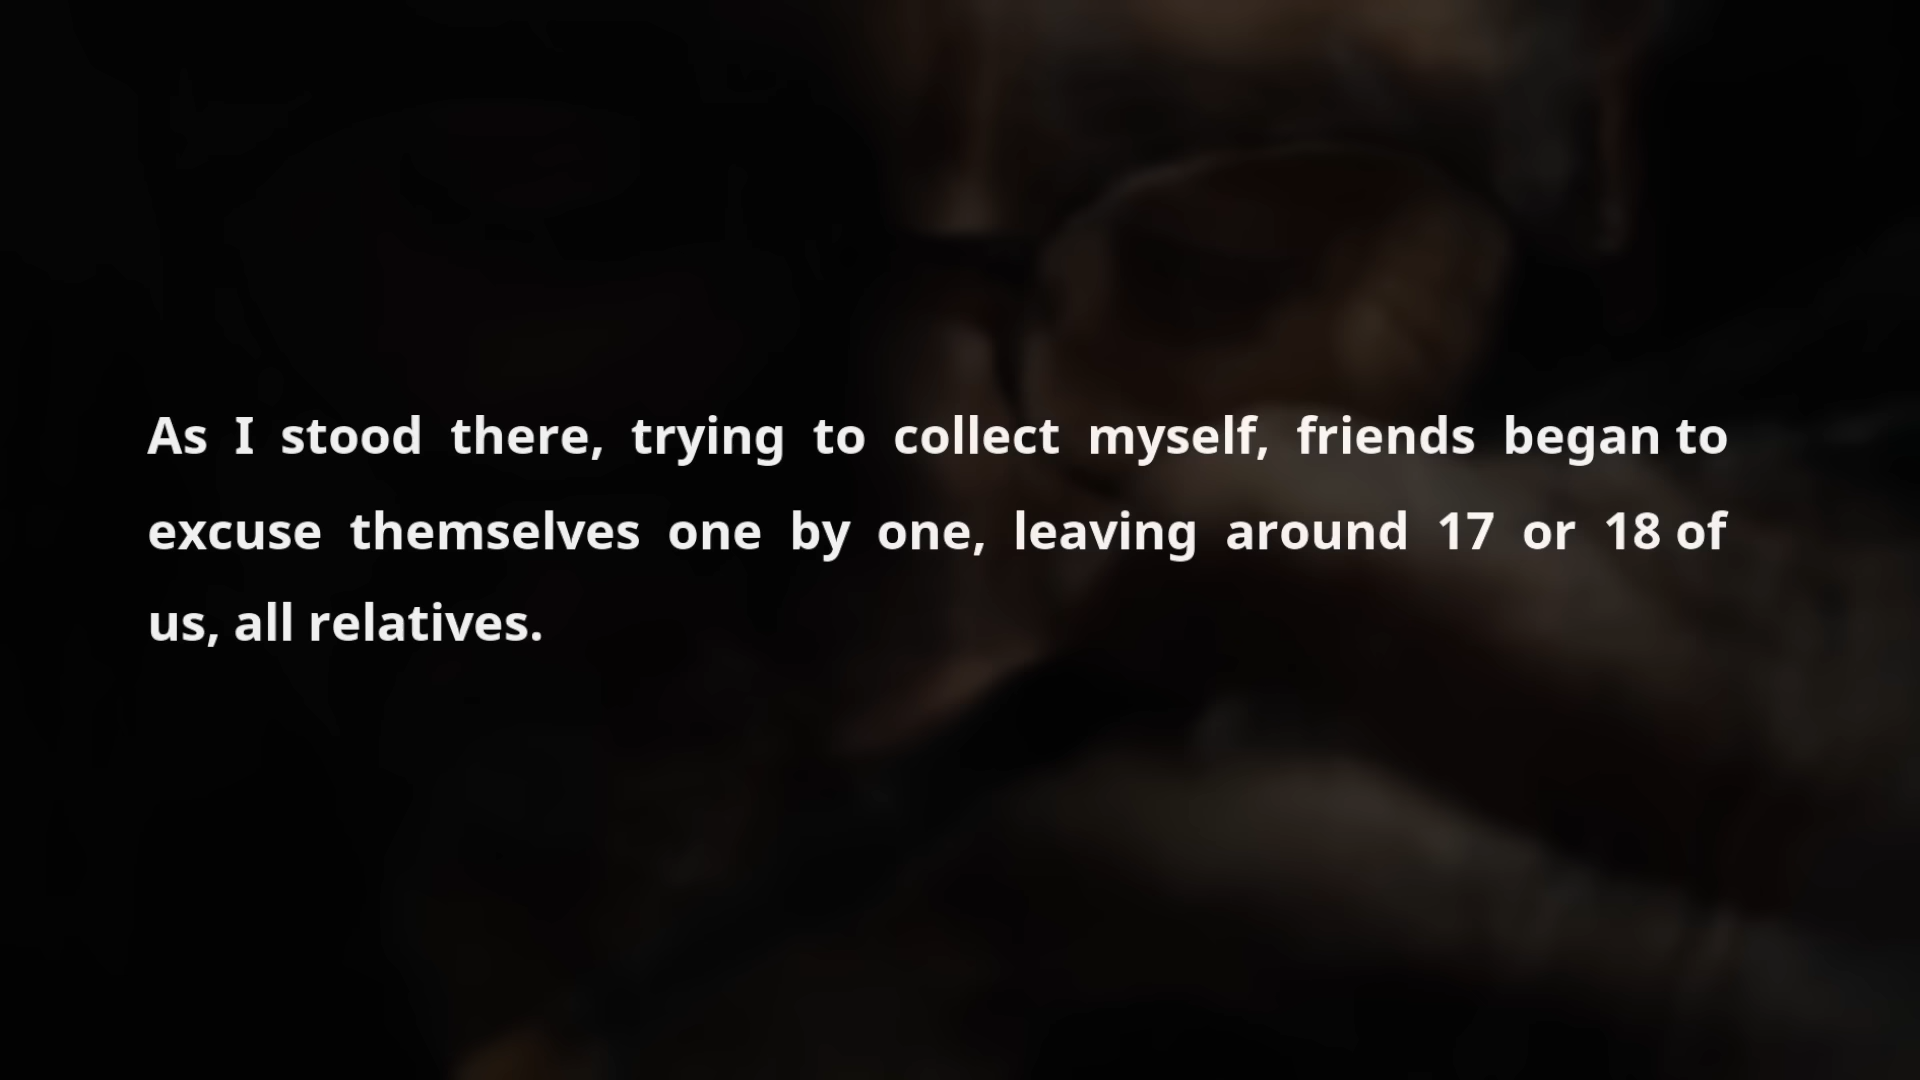 As I stood there, trying to collect myself, friends began to
excuse themselves one by one, leaving around 17 or 18 of
us, all relatives.